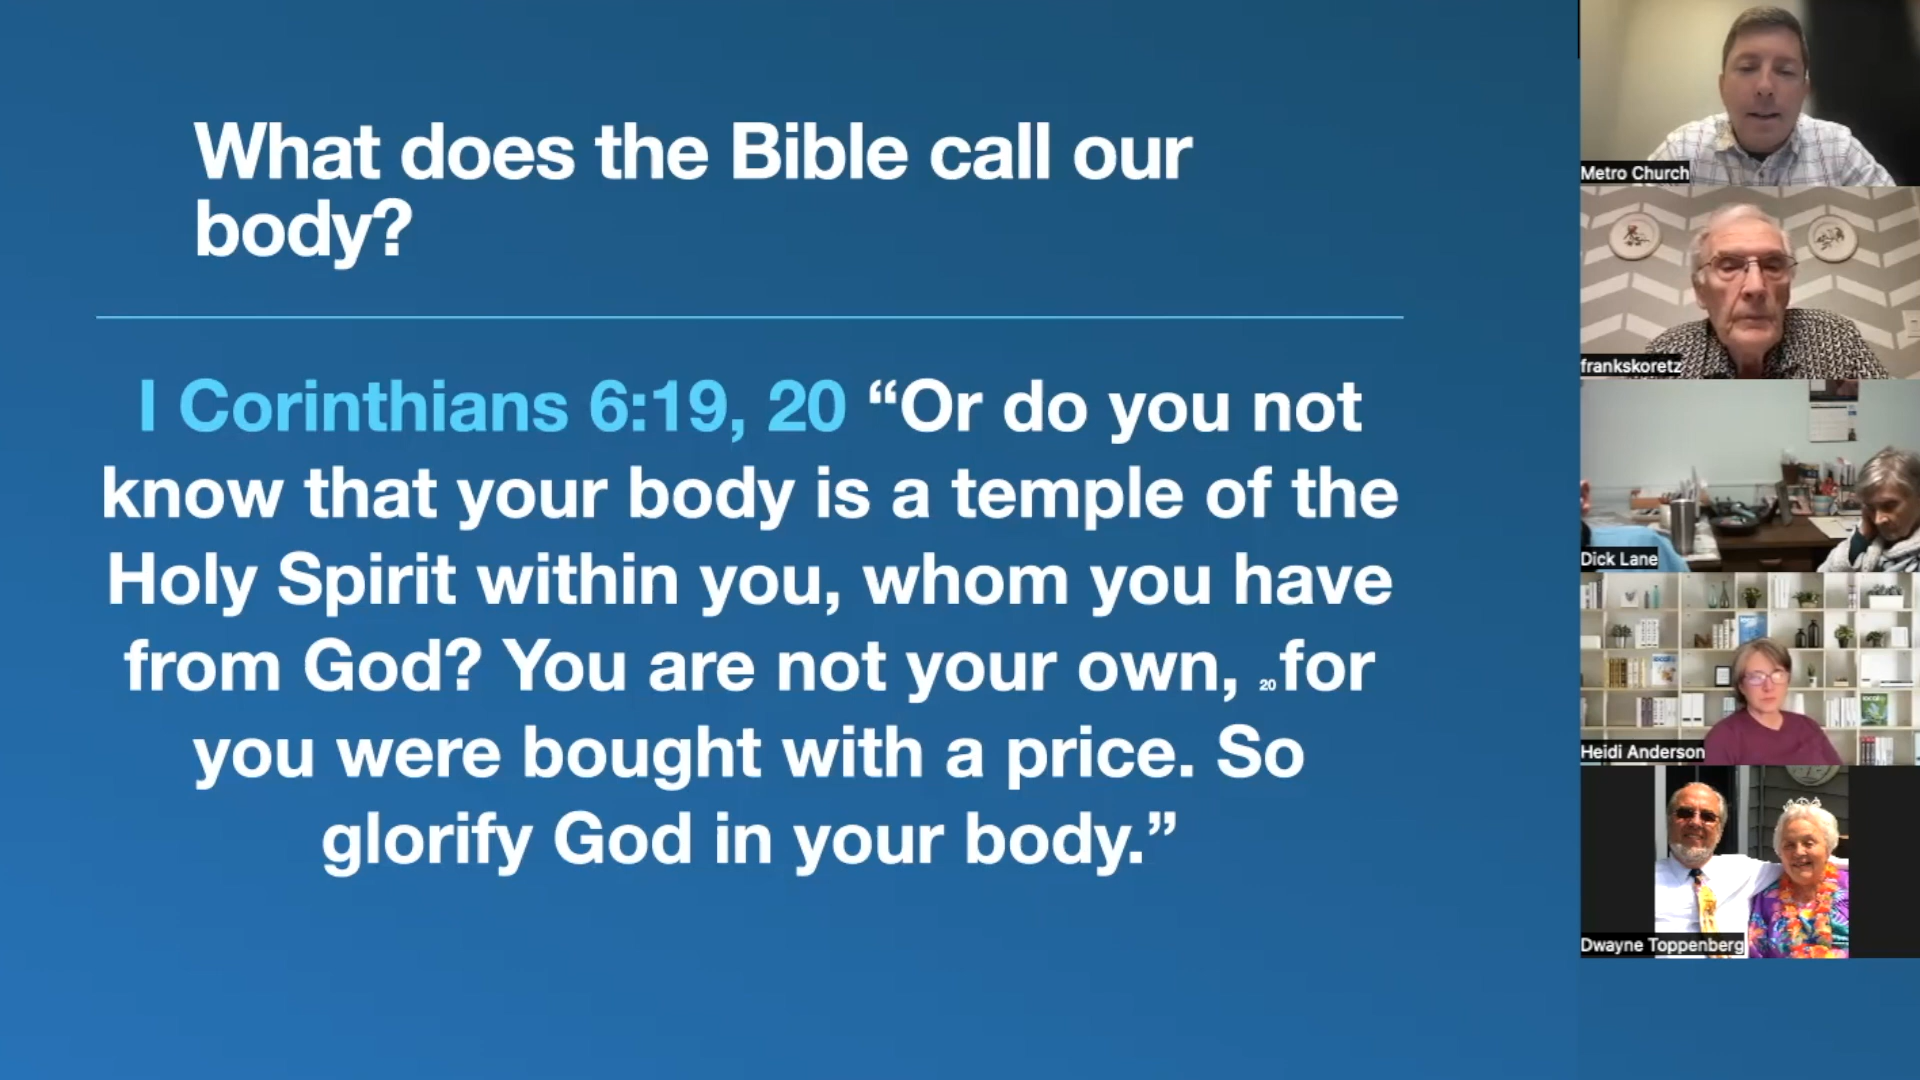 What does the Bible call our
body?
I Corinthians 6:19, 20 “Or do you not
know that your body is a temple of the
Holy Spirit within you, whom you have
from God? You are not your own, 20 for
you were bought with a price. So
glorify God in your body.”
Metro Church
frankskoretz
Dick Lane
Heidi Anderson
Dwayne Toppenberg